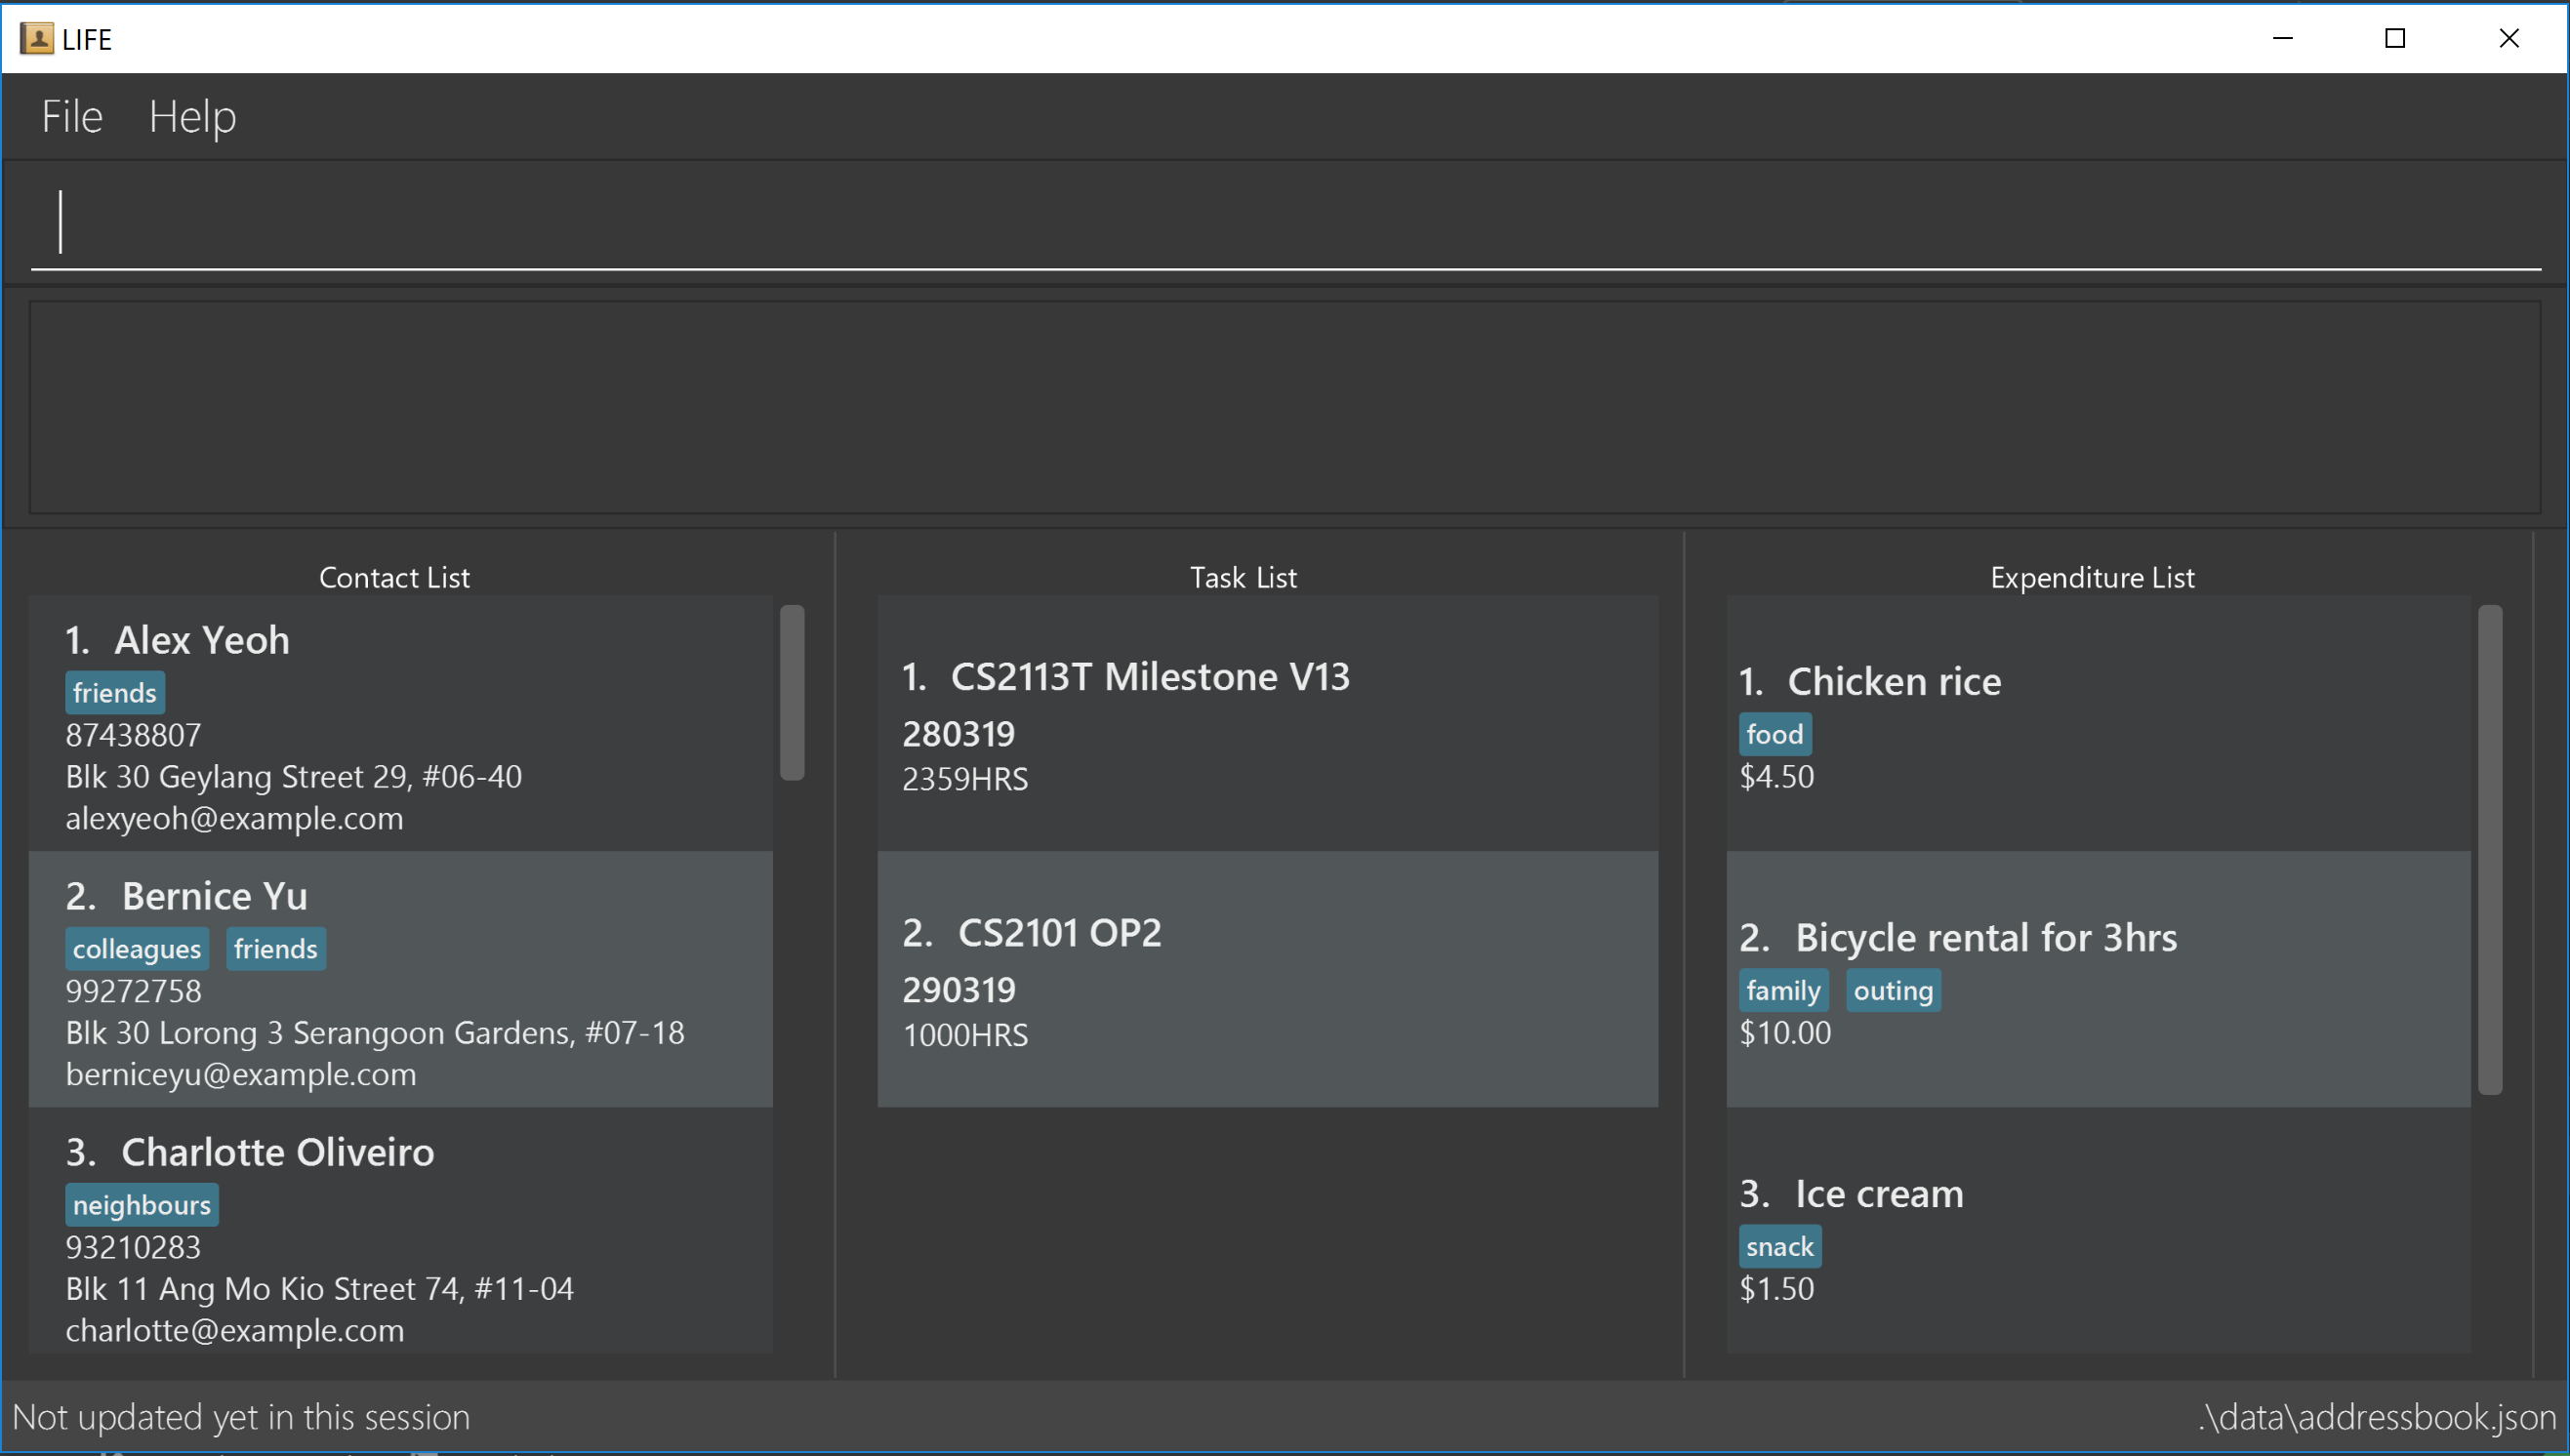 LIFE
File Help
Contact List
1. Alex Yeoh
friends
87438807
Blk 30 Geylang Street 29, #06-40
alexyeoh@example.com
2. Bernice Yu
colleagues friends
99272758
Blk 30 Lorong 3 Serangoon Gardens, #07-18
berniceyu@example.com
3. Charlotte Oliveiro
neighbours
93210283
Blk 11 Ang Mo Kio Street 74, #11-04
charlotte@example.com
Task List
1. CS2113T Milestone V13
280319
2359HRS
2. CS2101 OP2
290319
1000HRS
Expenditure List
1. Chicken rice
food
$4.50
2. Bicycle rental for 3hrs
family outing
$10.00
3. Ice cream
snack
$1.50
Not updated yet in this session
.\data\addressbook.json